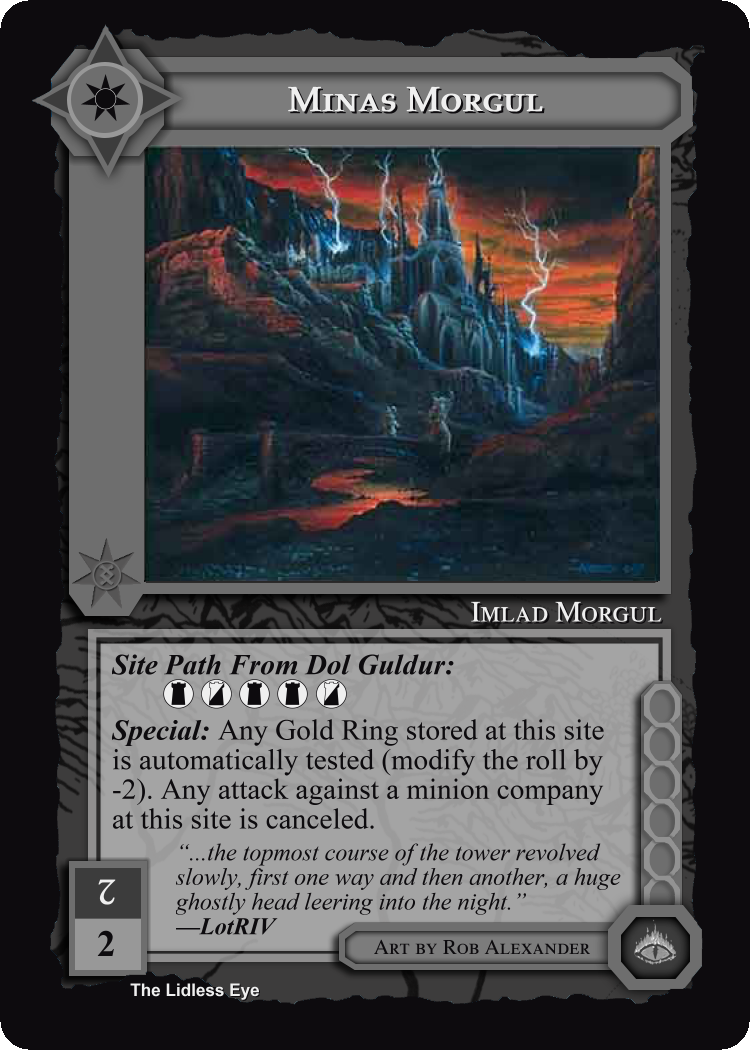 Minas Morgul
Imlad Morgul
Site Path From Dol Guldur:
Special: Any Gold Ring stored at this site
is automatically tested (modify the roll by
-2). Any attack against a minion company
at this site is canceled.
“...the topmost course of the tower revolved
slowly, first one way and then another, a huge
ghostly head leering into the night.”
—LotRIV
2
2
Art by Rob Alexander
The Lidless Eye